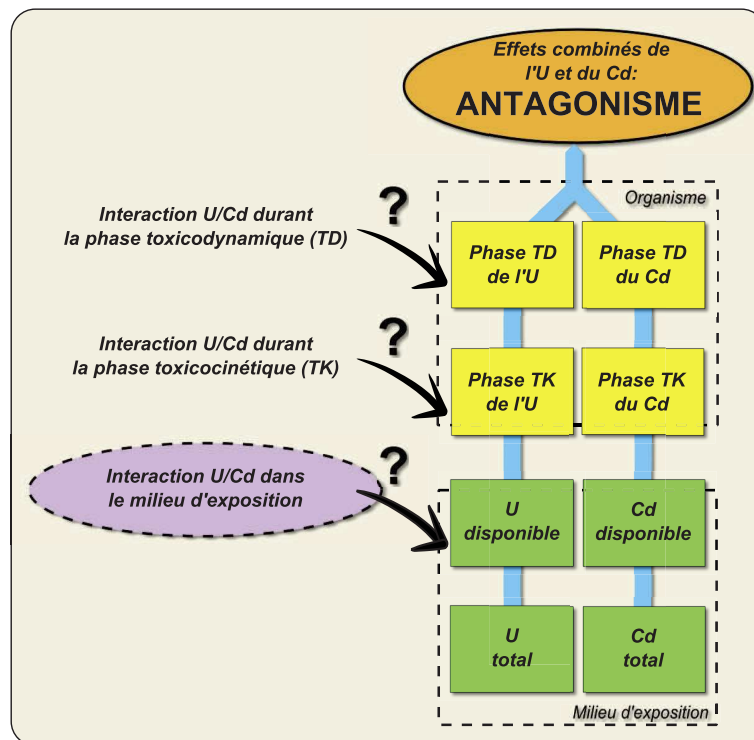 Effets combinés de
l'U et du Cd:
ANTAGONISME
Organisme
?
Interaction U/Cd durant
la phase toxicodynamique (TD)
Phase TD
de l'U
Phase TD
du Cd
?
Interaction U/Cd durant
la phase toxicocinétique (TK)
Phase TK
de l'U
Phase TK
du Cd
?
Interaction U/Cd dans
le milieu d'exposition
U
disponible
Cd
disponible
U
total
Cd
total
Milieu d'exposition